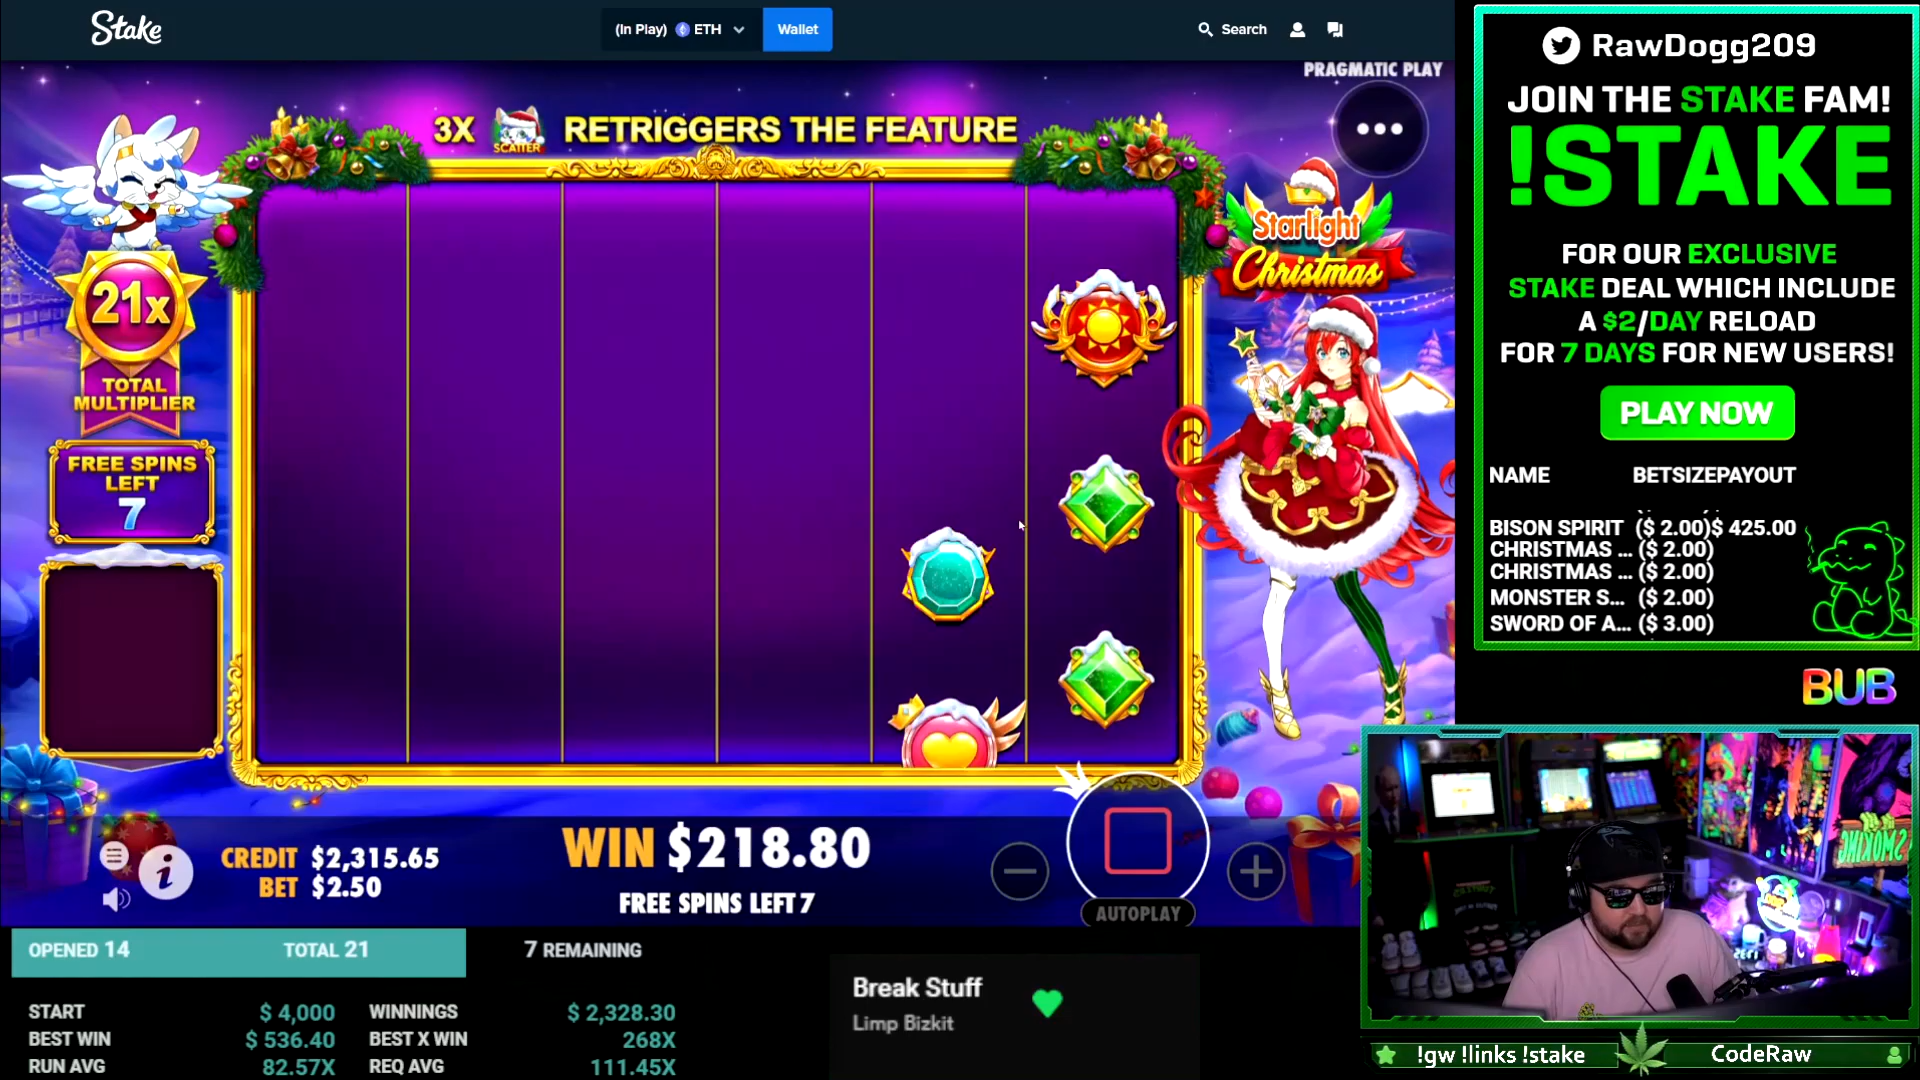 Stake
(In Play) ETH
Wallet
Search
PRAGMATIC PLAY
3X SCATTER RETRIGGERS THE FEATURE
Starlight
Christmas
21x
TOTAL
MULTIPLIER
FREE SPINS
LEFT
7
CREDIT $2,315.65
BET $2.50
WIN $218.80
FREE SPINS LEFT 7
AUTOPLAY
OPENED 14 TOTAL 21
7 REMAINING
START $ 4,000 WINNINGS $ 2,328.30
BEST WIN $ 536.40 BEST X WIN 268X
RUN AVG 82.57X REQ AVG 111.45X
Break Stuff
Limp Bizkit
RawDogg209
JOIN THE STAKE FAM!
!STAKE
FOR OUR EXCLUSIVE
STAKE DEAL WHICH INCLUDE
A $2/DAY RELOAD
FOR 7 DAYS FOR NEW USERS!
PLAY NOW
NAME BETSIZEPAYOUT
BISON SPIRIT ($ 2.00)$ 425.00
CHRISTMAS ... ($ 2.00)
CHRISTMAS ... ($ 2.00)
MONSTER S... ($ 2.00)
SWORD OF A... ($ 3.00)
BUB
SMOKING
!gw !links !stake
CodeRaw